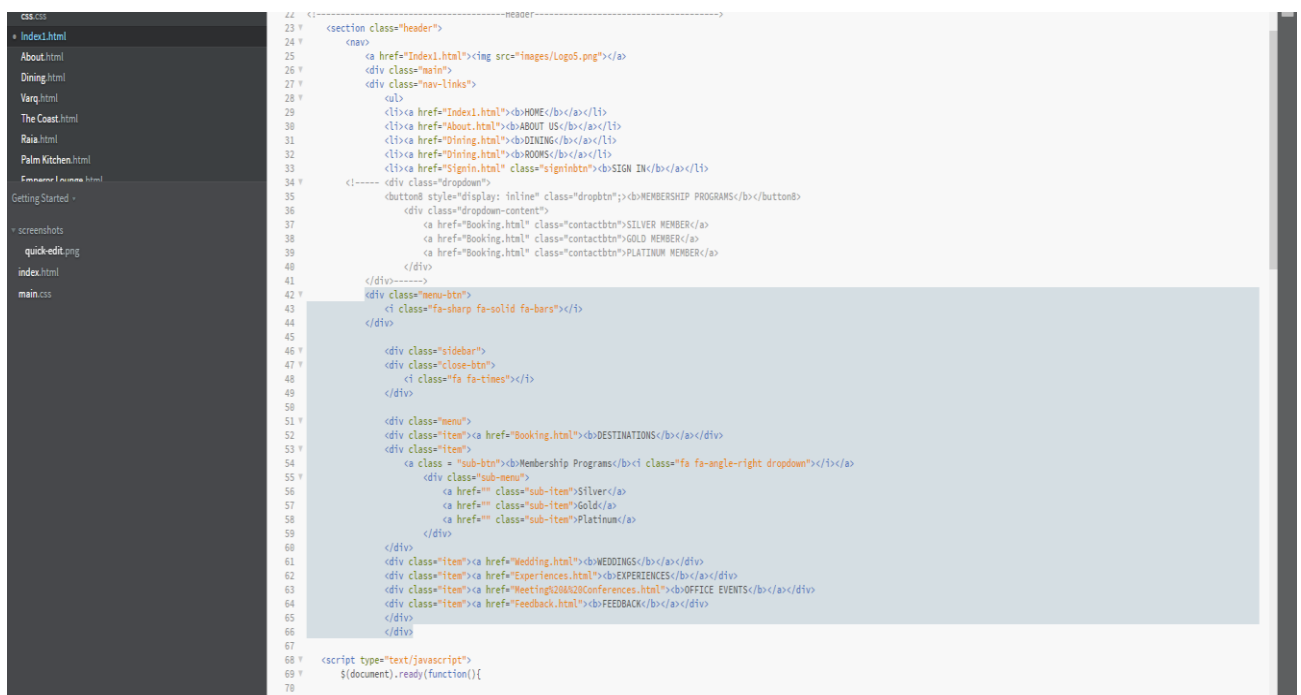 css.css
Index1.html
About.html
Dining.html
Varq.html
The Coast.html
Raia.html
Palm Kitchen.html
Emperor Lounge.html
Getting Started
screenshots
quick-edit.png
index.html
main.css
22 <!--------------------------------------Header-------------------------------------->
23 <section class="header">
24 <nav>
25 <a href="Index1.html"><img src="images/Logo5.png"></a>
26 <div class="main">
27 <div class="nav-links">
28 <ul>
29 <li><a href="Index1.html"><b>HOME</b></a></li>
30 <li><a href="About.html"><b>ABOUT US</b></a></li>
31 <li><a href="Dining.html"><b>DINING</b></a></li>
32 <li><a href="Dining.html"><b>ROOMS</b></a></li>
33 <li><a href="Signin.html" class="signinbtn"><b>SIGN IN</b></a></li>
34 <!----- <div class="dropdown">
35 <button8 style="display: inline" class="dropbtn";><b>MEMBERSHIP PROGRAMS</b></button8>
36 <div class="dropdown-content">
37 <a href="Booking.html" class="contactbtn">SILVER MEMBER</a>
38 <a href="Booking.html" class="contactbtn">GOLD MEMBER</a>
39 <a href="Booking.html" class="contactbtn">PLATINUM MEMBER</a>
40 </div>
41 </div>------>
42 <div class="menu-btn">
43 <i class="fa-sharp fa-solid fa-bars"></i>
44 </div>
45
46 <div class="sidebar">
47 <div class="close-btn">
48 <i class="fa fa-times"></i>
49 </div>
50
51 <div class="menu">
52 <div class="item"><a href="Booking.html"><b>DESTINATIONS</b></a></div>
53 <div class="item">
54 <a class = "sub-btn"><b>Membership Programs</b><i class="fa fa-angle-right dropdown"></i></a>
55 <div class="sub-menu">
56 <a href="" class="sub-item">Silver</a>
57 <a href="" class="sub-item">Gold</a>
58 <a href="" class="sub-item">Platinum</a>
59 </div>
60 </div>
61 <div class="item"><a href="Wedding.html"><b>WEDDINGS</b></a></div>
62 <div class="item"><a href="Experiences.html"><b>EXPERIENCES</b></a></div>
63 <div class="item"><a href="Meeting%20&%20Conferences.html"><b>OFFICE EVENTS</b></a></div>
64 <div class="item"><a href="Feedback.html"><b>FEEDBACK</b></a></div>
65 </div>
66 </div>
67
68 <script type="text/javascript">
69 $(document).ready(function(){
70